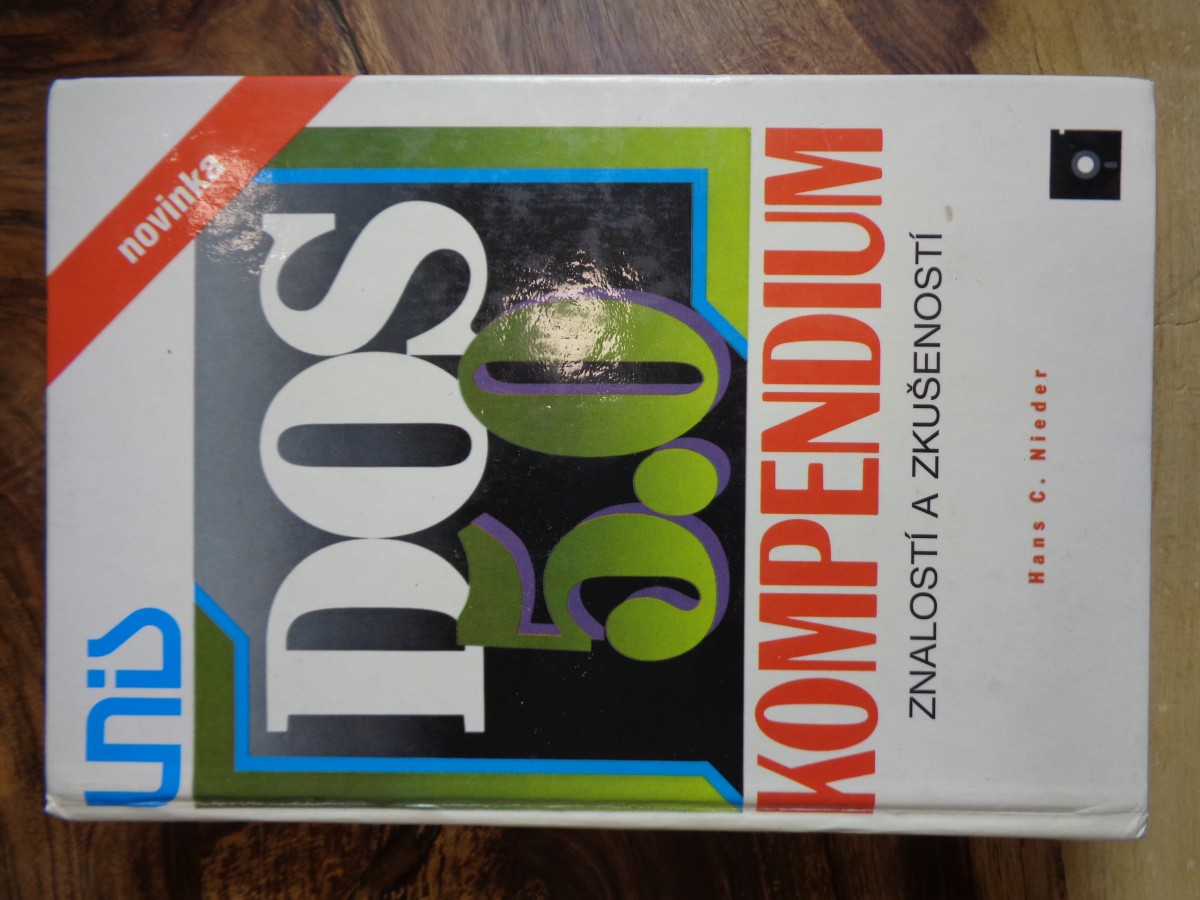 unis
novinka
DOS
5.0
KOMPENDIUM
ZNALOSTÍ A ZKUŠENOSTÍ
Hans C. Nieder